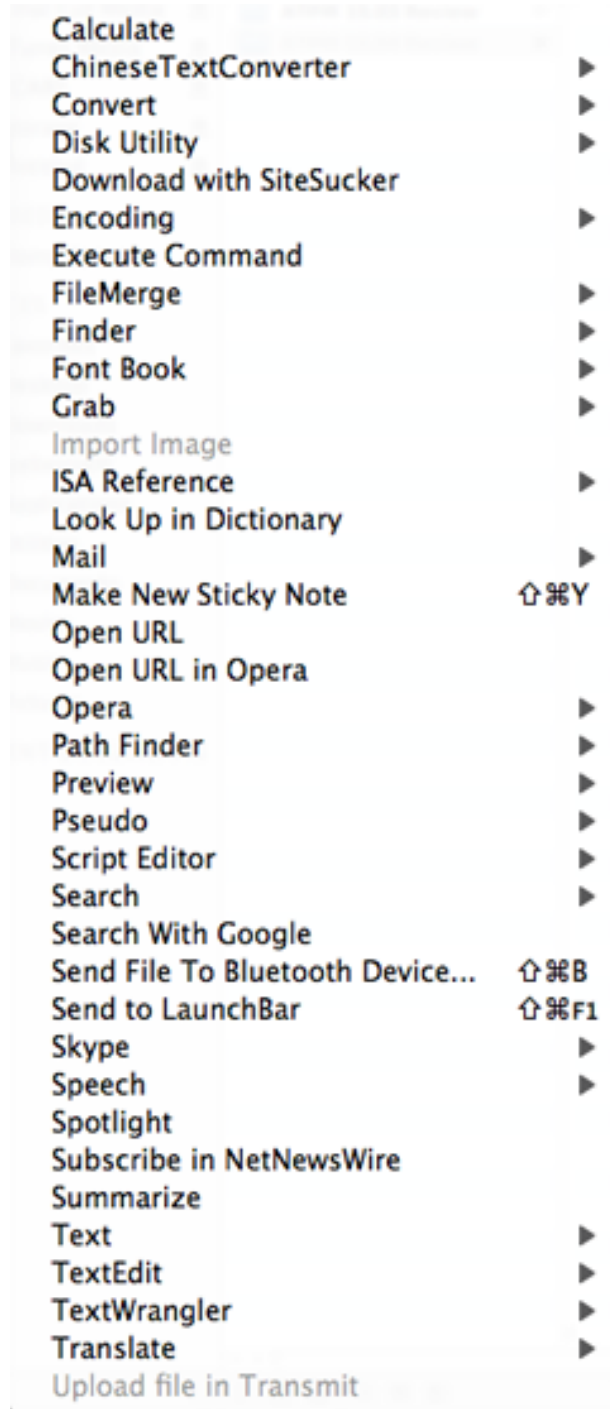 Calculate
ChineseTextConverter
Convert
Disk Utility
Download with SiteSucker
Encoding
Execute Command
FileMerge
Finder
Font Book
Grab
Import Image
ISA Reference
Look Up in Dictionary
Mail
Make New Sticky Note ⇧⌘Y
Open URL
Open URL in Opera
Opera
Path Finder
Preview
Pseudo
Script Editor
Search
Search With Google
Send File To Bluetooth Device... ⇧⌘B
Send to LaunchBar ⇧⌘F1
Skype
Speech
Spotlight
Subscribe in NetNewsWire
Summarize
Text
TextEdit
TextWrangler
Translate
Upload file in Transmit